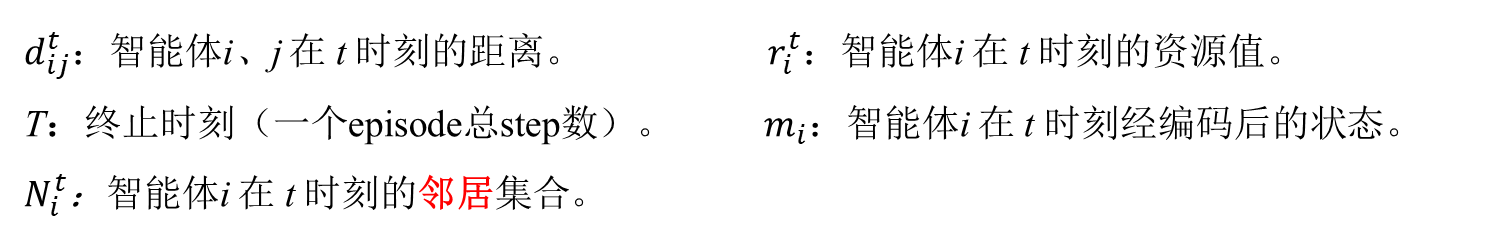 $d_{ij}^{t}$：智能体i、j 在 t 时刻的距离。 $r_{i}^{t}$：智能体i 在 t 时刻的资源值。
T：终止时刻（一个episode总step数）。 $m_{i}$：智能体i 在 t 时刻经编码后的状态。
$N_{i}^{t}$：智能体i 在 t 时刻的邻居集合。